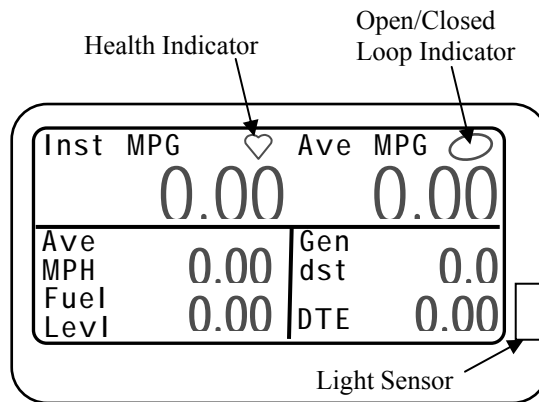 Open/Closed
Health Indicator
Loop Indicator
Inst MPG Ave MPG
0.00 0.00
Ave
MPH 0.00
Fuel
Levl 0.00
Gen
dst 0.0
DTE 0.00
Light Sensor